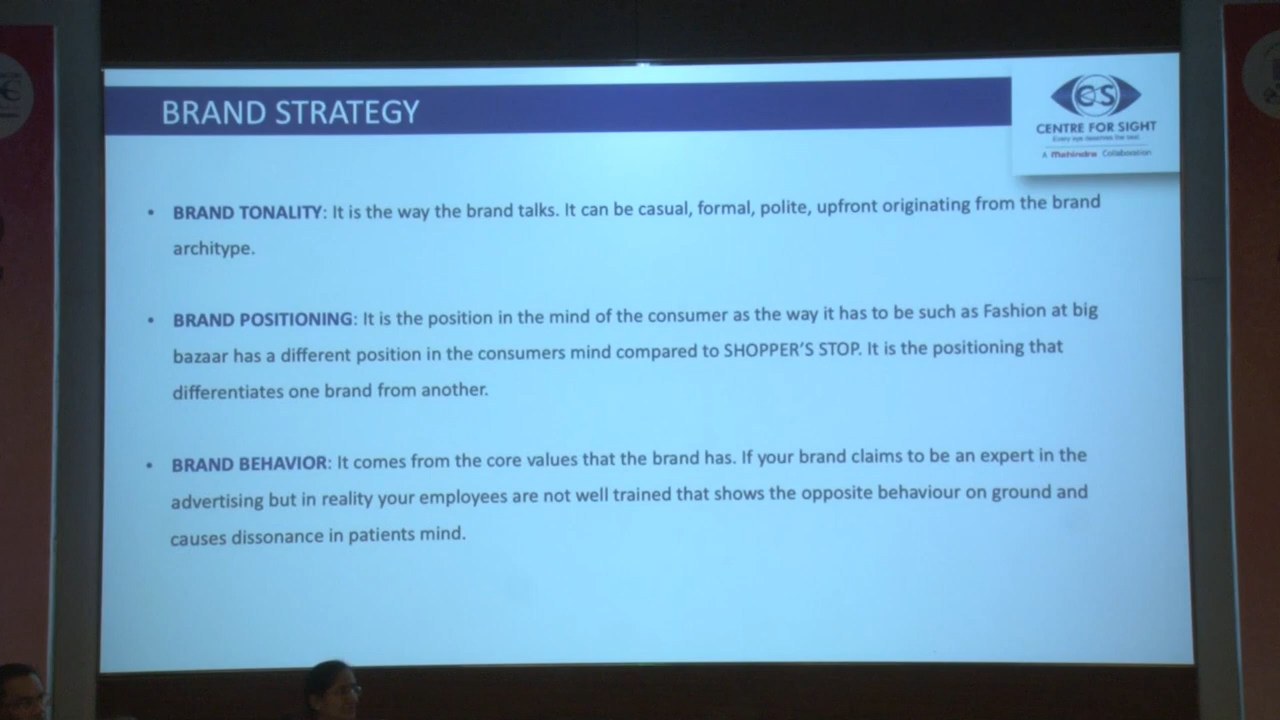 BRAND STRATEGY
CENTRE FOR SIGHT
Every eye deserves the best
A Mahindra Collaboration
• BRAND TONALITY: It is the way the brand talks. It can be casual, formal, polite, upfront originating from the brand
architype.
• BRAND POSITIONING: It is the position in the mind of the consumer as the way it has to be such as Fashion at big
bazaar has a different position in the consumers mind compared to SHOPPER'S STOP. It is the positioning that
differentiates one brand from another.
• BRAND BEHAVIOR: It comes from the core values that the brand has. If your brand claims to be an expert in the
advertising but in reality your employees are not well trained that shows the opposite behaviour on ground and
causes dissonance in patients mind.